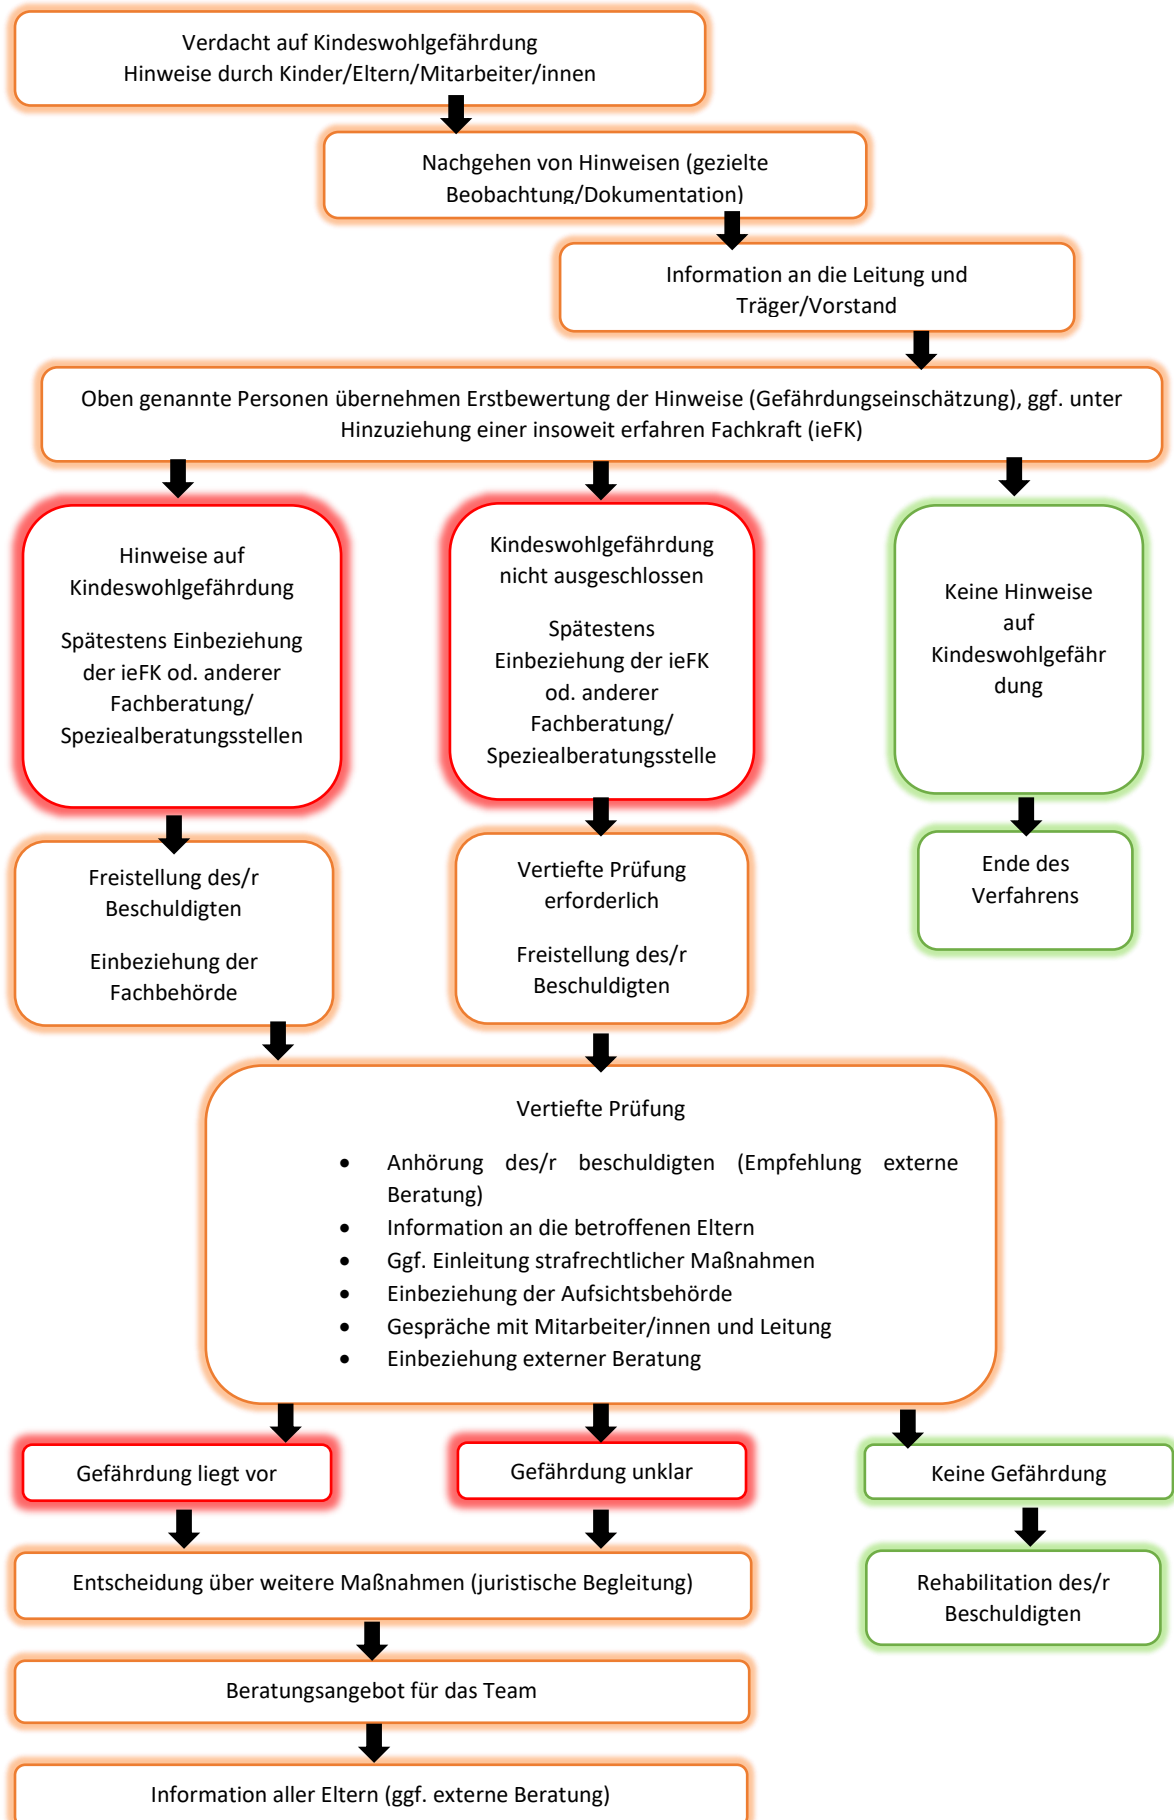 Verdacht auf Kindeswohlgefährdung
Hinweise durch Kinder/Eltern/Mitarbeiter/innen
Nachgehen von Hinweisen (gezielte
Beobachtung/Dokumentation)
Information an die Leitung und
Träger/Vorstand
Oben genannte Personen übernehmen Erstbewertung der Hinweise (Gefährdungseinschätzung), ggf. unter
Hinzuziehung einer insoweit erfahren Fachkraft (ieFK)
Hinweise auf
Kindeswohlgefährdung
Spätestens Einbeziehung
der ieFK od. anderer
Fachberatung/
Speziealberatungsstellen
Kindeswohlgefährdung
nicht ausgeschlossen
Spätestens
Einbeziehung der ieFK
od. anderer
Fachberatung/
Speziealberatungsstelle
Keine Hinweise
auf
Kindeswohlgefähr
dung
Freistellung des/r
Beschuldigten
Einbeziehung der
Fachbehörde
Vertiefte Prüfung
erforderlich
Freistellung des/r
Beschuldigten
Ende des
Verfahrens
Vertiefte Prüfung
• Anhörung des/r beschuldigten (Empfehlung externe
Beratung)
• Information an die betroffenen Eltern
• Ggf. Einleitung strafrechtlicher Maßnahmen
• Einbeziehung der Aufsichtsbehörde
• Gespräche mit Mitarbeiter/innen und Leitung
• Einbeziehung externer Beratung
Gefährdung liegt vor
Gefährdung unklar
Keine Gefährdung
Entscheidung über weitere Maßnahmen (juristische Begleitung)
Rehabilitation des/r
Beschuldigten
Beratungsangebot für das Team
Information aller Eltern (ggf. externe Beratung)